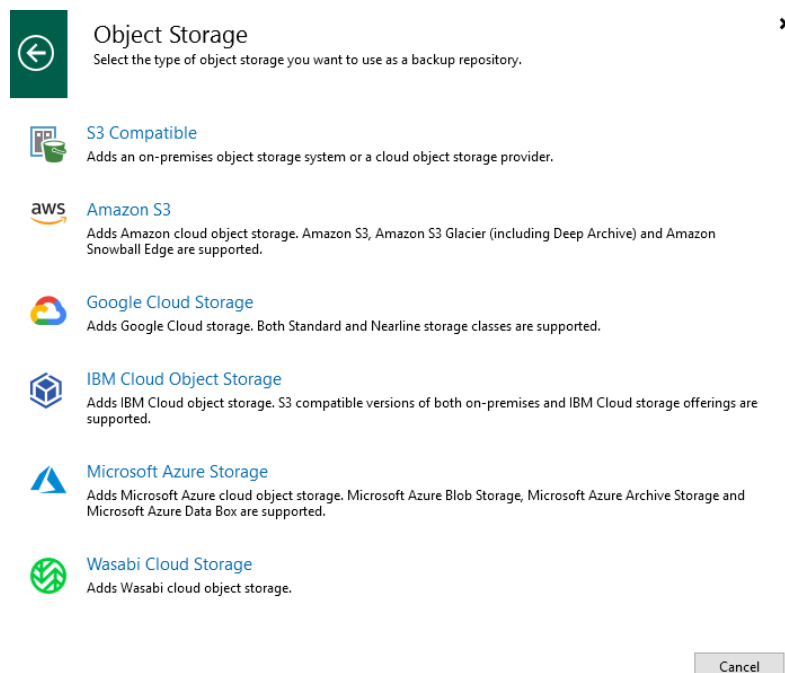 Object Storage
Select the type of object storage you want to use as a backup repository.
S3 Compatible
Adds an on-premises object storage system or a cloud object storage provider.
aws
Amazon S3
Adds Amazon cloud object storage. Amazon S3, Amazon S3 Glacier (including Deep Archive) and Amazon
Snowball Edge are supported.
Google Cloud Storage
Adds Google Cloud storage. Both Standard and Nearline storage classes are supported.
IBM Cloud Object Storage
Adds IBM Cloud object storage. S3 compatible versions of both on-premises and IBM Cloud storage offerings are
supported.
Microsoft Azure Storage
Adds Microsoft Azure cloud object storage. Microsoft Azure Blob Storage, Microsoft Azure Archive Storage and
Microsoft Azure Data Box are supported.
Wasabi Cloud Storage
Adds Wasabi cloud object storage.
Cancel